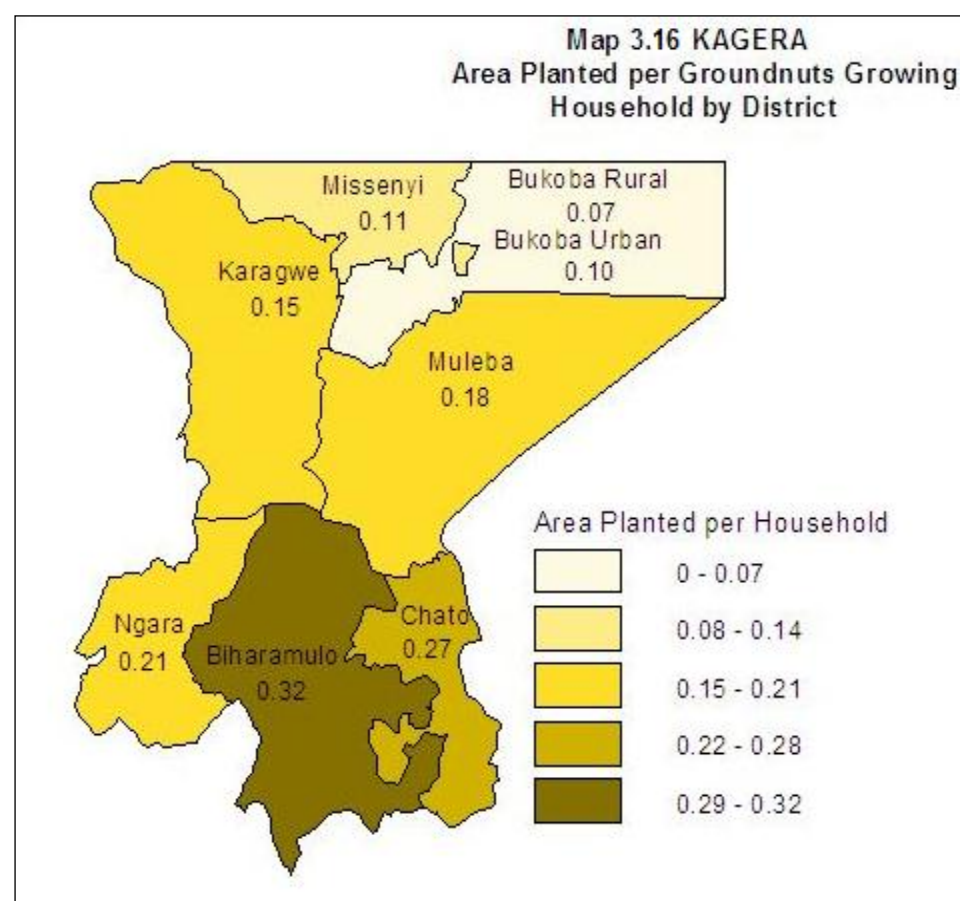 Map 3.16 KAGERA
Area Planted per Groundnuts Growing
Household by District
Missenyi
0.11
Bukoba Rural
0.07
Bukoba Urban
0.10
Karagwe
0.15
Muleba
0.18
Ngara
0.21
Biharamulo
0.32
Chato
0.27
Area Planted per Household
0 - 0.07
0.08 - 0.14
0.15 - 0.21
0.22 - 0.28
0.29 - 0.32